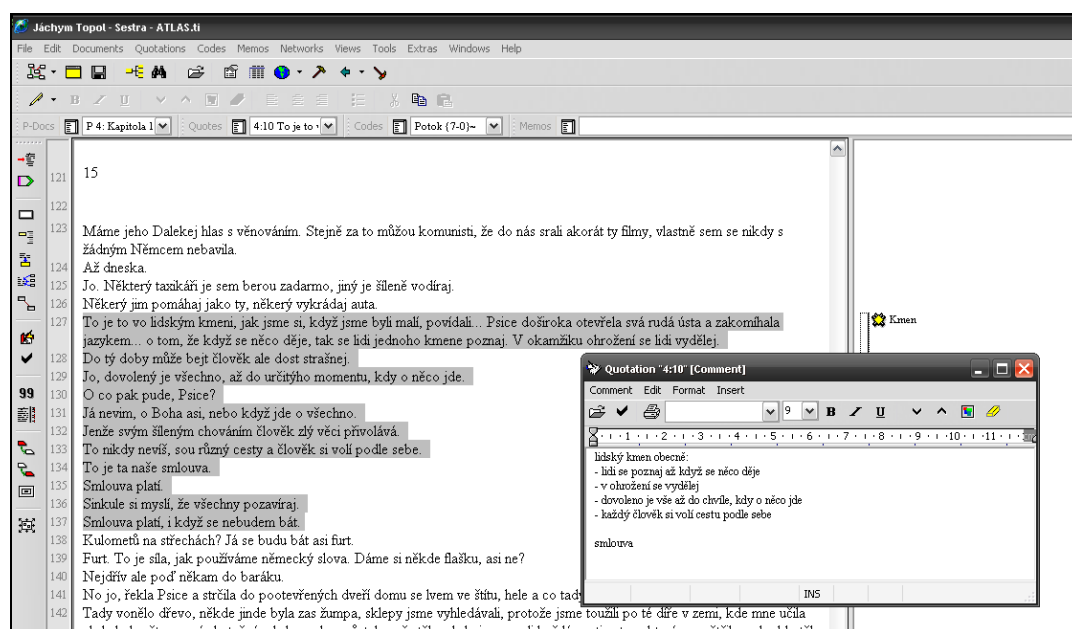 Jáchym Topol - Sestra - ATLAS.ti
File Edit Documents Quotations Codes Memos Networks Views Tools Extras Windows Help
B I U
P-Docs P 4: Kapitola 1 Quotes 4:10 To je to Codes Potok {7-0}~ Memos
121 15
122
123 Máme jeho Dalekej hlas s věnováním. Stejně za to můžou komunisti, že do nás srali akorát ty filmy, vlastně sem se nikdy s
žádným Němcem nebavila.
124 Až dneska.
125 Jo. Některý taxikáři je sem berou zadarmo, jiný je šíleně vodíraj.
126 Někerý jim pomáhaj jako ty, někerý vykrádaj auta.
127 To je to vo lidským kmeni, jak jsme si, když jsme byli malí, povídali... Psice doširoka otevřela svá rudá ústa a zakomíhala
jazykem... o tom, že když se něco děje, tak se lidi jednoho kmene poznaj. V okamžiku ohrožení se lidi vydělej.
128 Do tý doby může bejt člověk ale dost strašnej.
129 Jo, dovolený je všechno, až do určitýho momentu, kdy o něco jde.
130 O co pak pude, Psice?
131 Já nevim, o Boha asi, nebo když jde o všechno.
132 Jenže svým šíleným chováním člověk zlý věci přivolává.
133 To nikdy nevíš, sou různý cesty a člověk si volí podle sebe.
134 To je ta naše smlouva.
135 Smlouva platí.
136 Sinkule si myslí, že všechny pozavíraj.
137 Smlouva platí, i když se nebudem bát.
138 Kulometů na střechách? Já se budu bát asi furt.
139 Furt. To je síla, jak používáme německý slova. Dáme si někde flašku, asi ne?
140 Nejdřív ale poď někam do baráku.
141 No jo, řekla Psice a strčila do pootevřených dveří domu se lvem ve štítu, hele a co tady
142 Tady vonělo dřevo, někde jinde byla zas žumpa, sklepy jsme vyhledávali, protože jsme toužili po té díře v zemi, kde mne učila
Kmen
Quotation "4:10" [Comment]
Comment Edit Format Insert
9 B I U
1 2 3 4 5 6 7 8 9 10 11
lidský kmen obecně:
- lidi se poznaj až když se něco děje
- v ohrožení se vydělej
- dovoleno je vše až do chvíle, kdy o něco jde
- každý člověk si volí cestu podle sebe
smlouva
INS